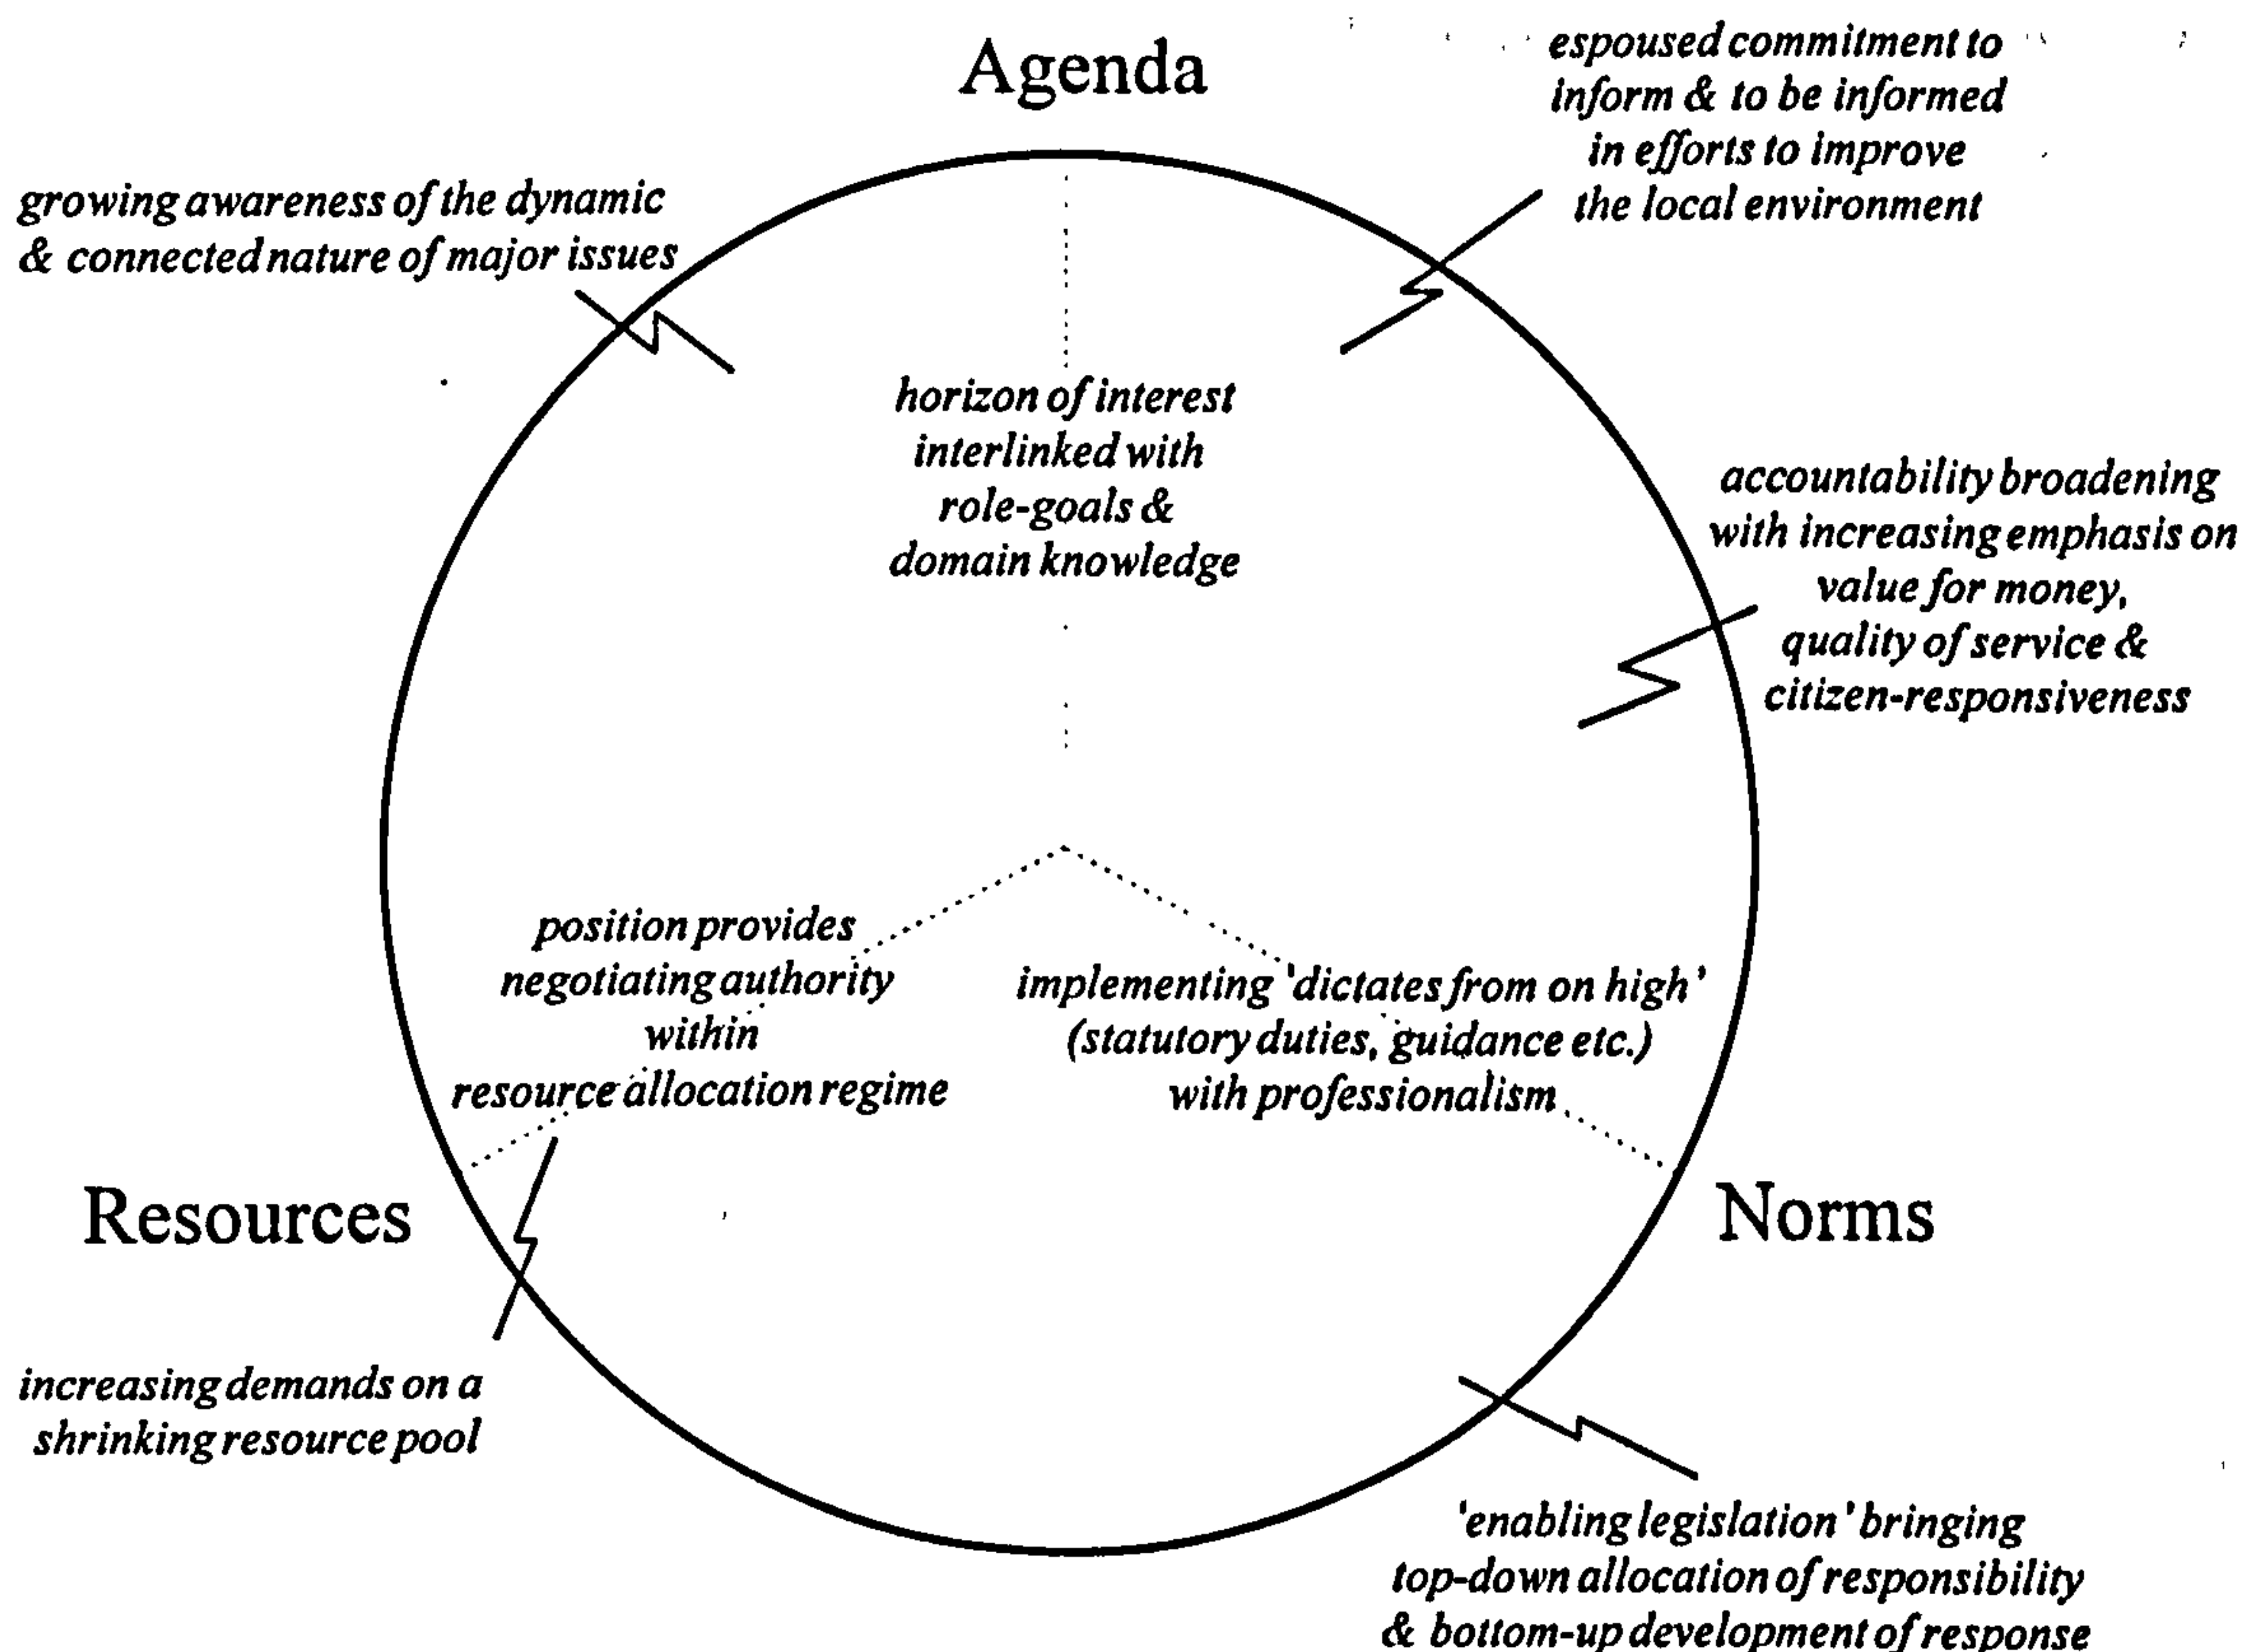 Agenda
espoused commitment to
inform & to be informed
in efforts to improve
the local environment
growing awareness of the dynamic
& connected nature of major issues
horizon of interest
interlinked with
role-goals &
domain knowledge
accountability broadening
with increasing emphasis on
value for money,
quality of service &
citizen-responsiveness
position provides
negotiating authority
within
resource allocation regime
implementing 'dictates from on high'
(statutory duties, guidance etc.)
with professionalism
Resources
Norms
increasing demands on a
shrinking resource pool
'enabling legislation' bringing
top-down allocation of responsibility
& bottom-up development of response